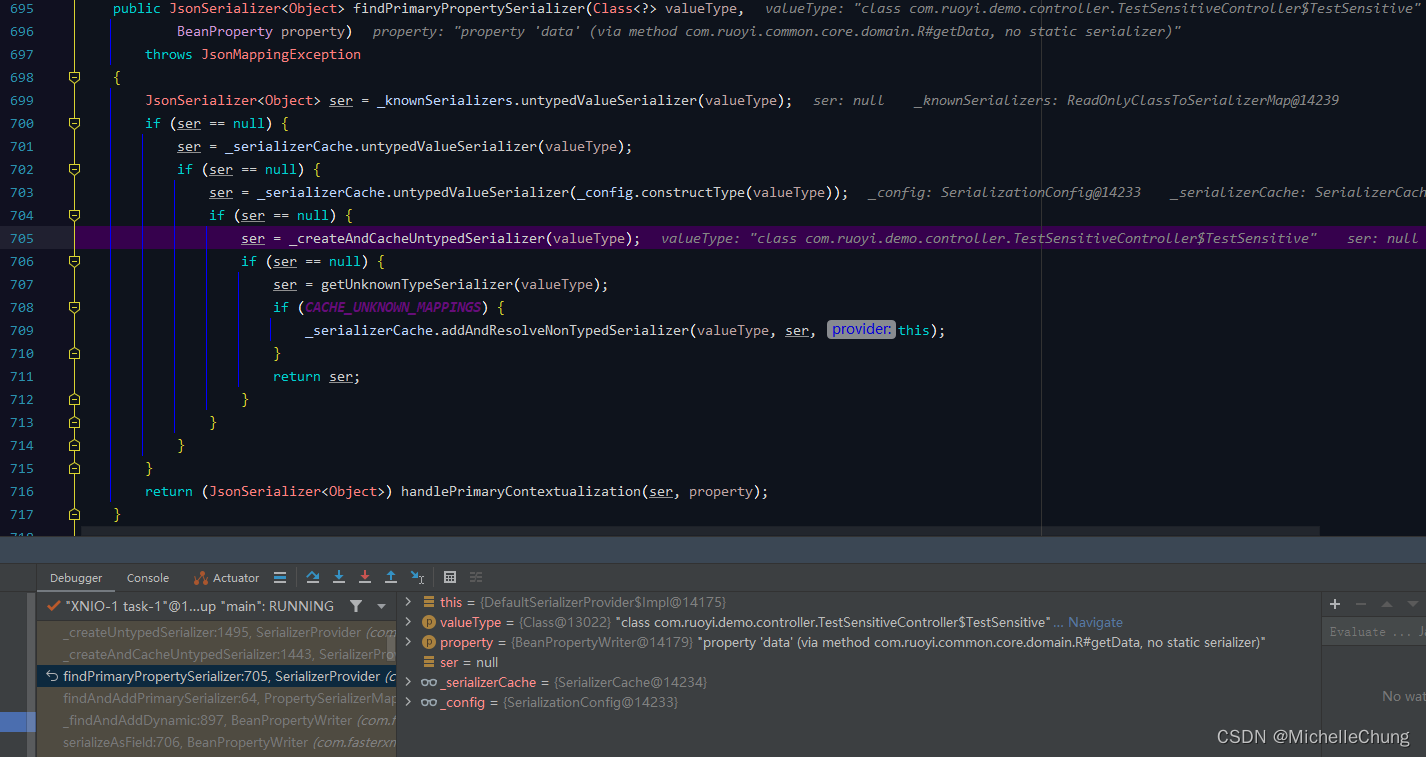 695 public JsonSerializer<Object> findPrimaryPropertySerializer(Class<?> valueType, valueType: "class com.ruoyi.demo.controller.TestSensitiveController$TestSensitive"
696 BeanProperty property) property: "property 'data' (via method com.ruoyi.common.core.domain.R#getData, no static serializer)"
697 throws JsonMappingException
698 {
699 JsonSerializer<Object> ser = _knownSerializers.untypedValueSerializer(valueType); ser: null _knownSerializers: ReadOnlyClassToSerializerMap@14239
700 if (ser == null) {
701 ser = _serializerCache.untypedValueSerializer(valueType);
702 if (ser == null) {
703 ser = _serializerCache.untypedValueSerializer(_config.constructType(valueType)); _config: SerializationConfig@14233 _serializerCache: SerializerCach
704 if (ser == null) {
705 ser = _createAndCacheUntypedSerializer(valueType); valueType: "class com.ruoyi.demo.controller.TestSensitiveController$TestSensitive" ser: null
706 if (ser == null) {
707 ser = getUnknownTypeSerializer(valueType);
708 if (CACHE_UNKNOWN_MAPPINGS) {
709 _serializerCache.addAndResolveNonTypedSerializer(valueType, ser, provider: this);
710 }
711 return ser;
712 }
713 }
714 }
715 }
716 return (JsonSerializer<Object>) handlePrimaryContextualization(ser, property);
717 }
Debugger Console Actuator
"XNIO-1 task-1"@1...up "main": RUNNING
_createUntypedSerializer:1495, SerializerProvider (com
_createAndCacheUntypedSerializer:1443, SerializerPro
findPrimaryPropertySerializer:705, SerializerProvider (c
findAndAddPrimarySerializer:64, PropertySerializerMap
_findAndAddDynamic:897, BeanPropertyWriter (com.f
serializeAsField:706, BeanPropertyWriter (com.fasterxn
this = {DefaultSerializerProvider$Impl@14175}
valueType = {Class@13022} "class com.ruoyi.demo.controller.TestSensitiveController$TestSensitive" ... Navigate
property = {BeanPropertyWriter@14179} "property 'data' (via method com.ruoyi.common.core.domain.R#getData, no static serializer)"
ser = null
_serializerCache = {SerializerCache@14234}
_config = {SerializationConfig@14233}
Evaluate ...
No wat
CSDN @MichelleChung